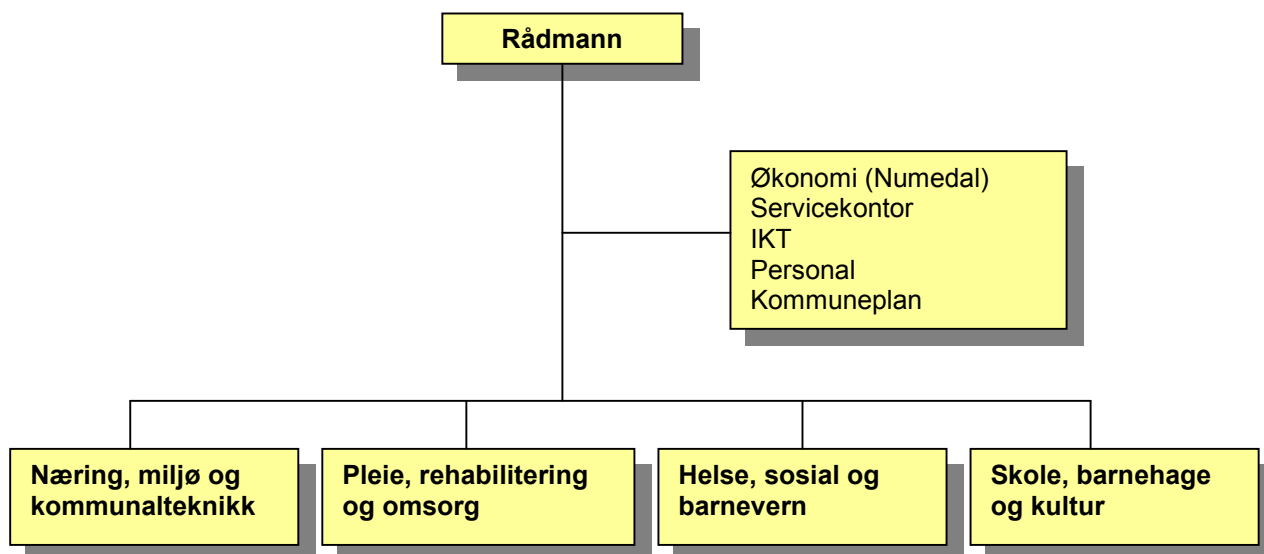 Rådmann
Økonomi (Numedal)
Servicekontor
IKT
Personal
Kommuneplan
Næring, miljø og
kommunalteknikk
Pleie, rehabilitering
og omsorg
Helse, sosial og
barnevern
Skole, barnehage
og kultur